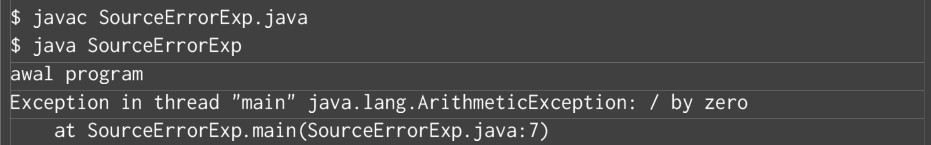 $ javac SourceErrorExp.java
$ java SourceErrorExp
awal program
Exception in thread "main" java.lang.ArithmeticException: / by zero
    at SourceErrorExp.main(SourceErrorExp.java:7)